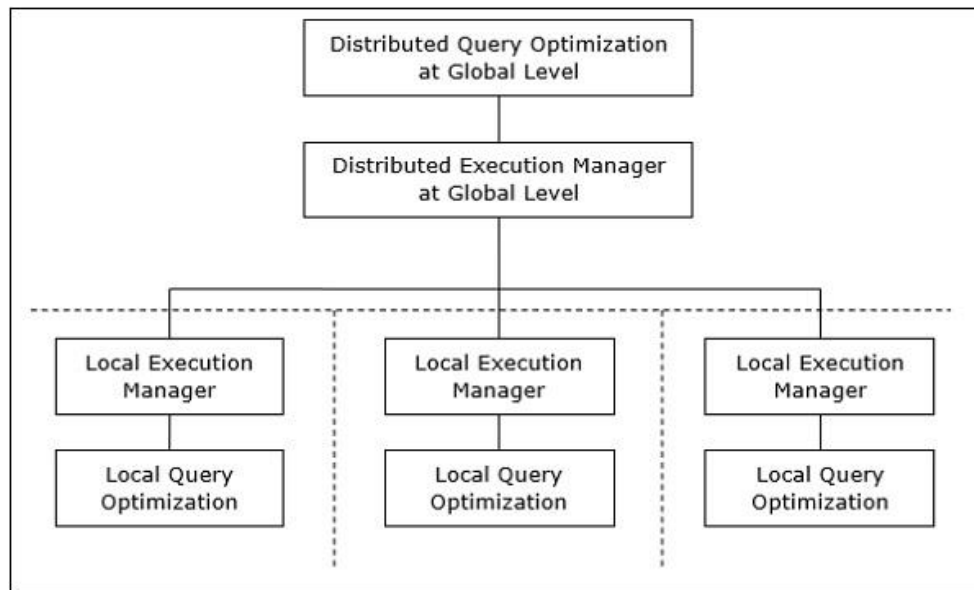 Distributed Query Optimization
at Global Level
Distributed Execution Manager
at Global Level
Local Execution
Manager
Local Execution
Manager
Local Execution
Manager
Local Query
Optimization
Local Query
Optimization
Local Query
Optimization